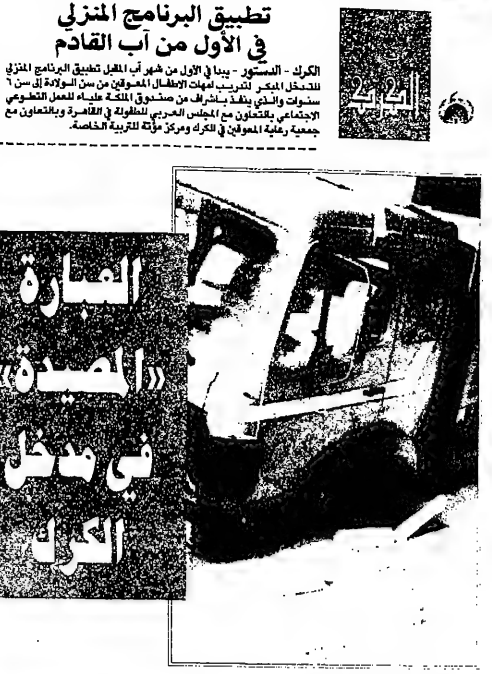 تطبيق البرنامج المنزلي
في الأول من آب القادم
الكرك - الدستور - يبدأ في الأول من شهر آب المقبل تطبيق البرنامج المنزلي
للتدخل المبكر لتدريب امهات الاطفال المعوقين من سن الولادة إلى سن ٦
سنوات والذي ينفذ باشراف من صندوق الملكة علياء للعمل التطوعي
الاجتماعي بالتعاون مع المجلس العربي للطفولة في القاهرة وبالتعاون مع
جمعية رعاية المعوقين في الكرك ومركز مؤتة للتربية الخاصة.
الكرك
العبارة
«المصيدة»
في مدخل
الكرك